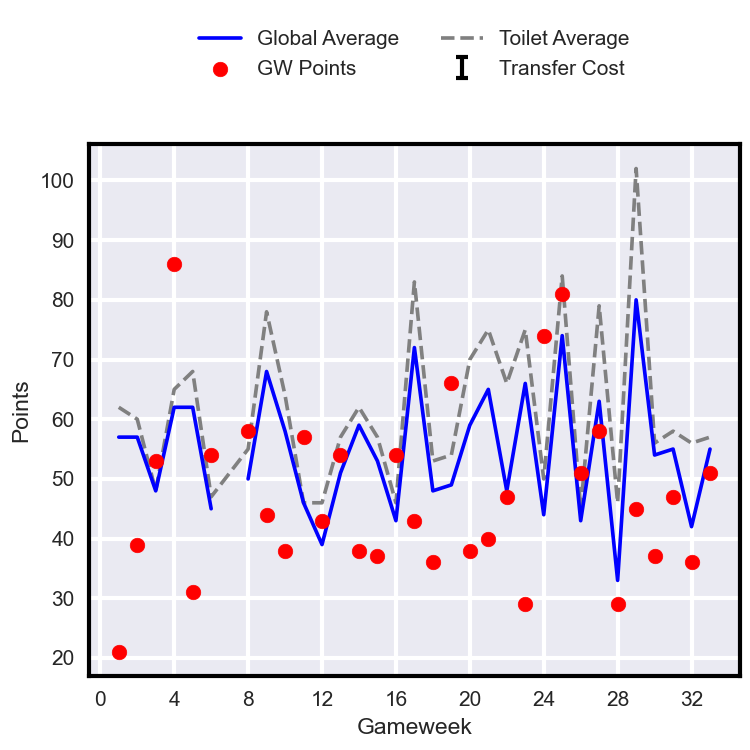 Global Average
Toilet Average
GW Points
Transfer Cost
100
90
80
70
60
50
40
30
20
Points
0 4 8 12 16 20 24 28 32
Gameweek